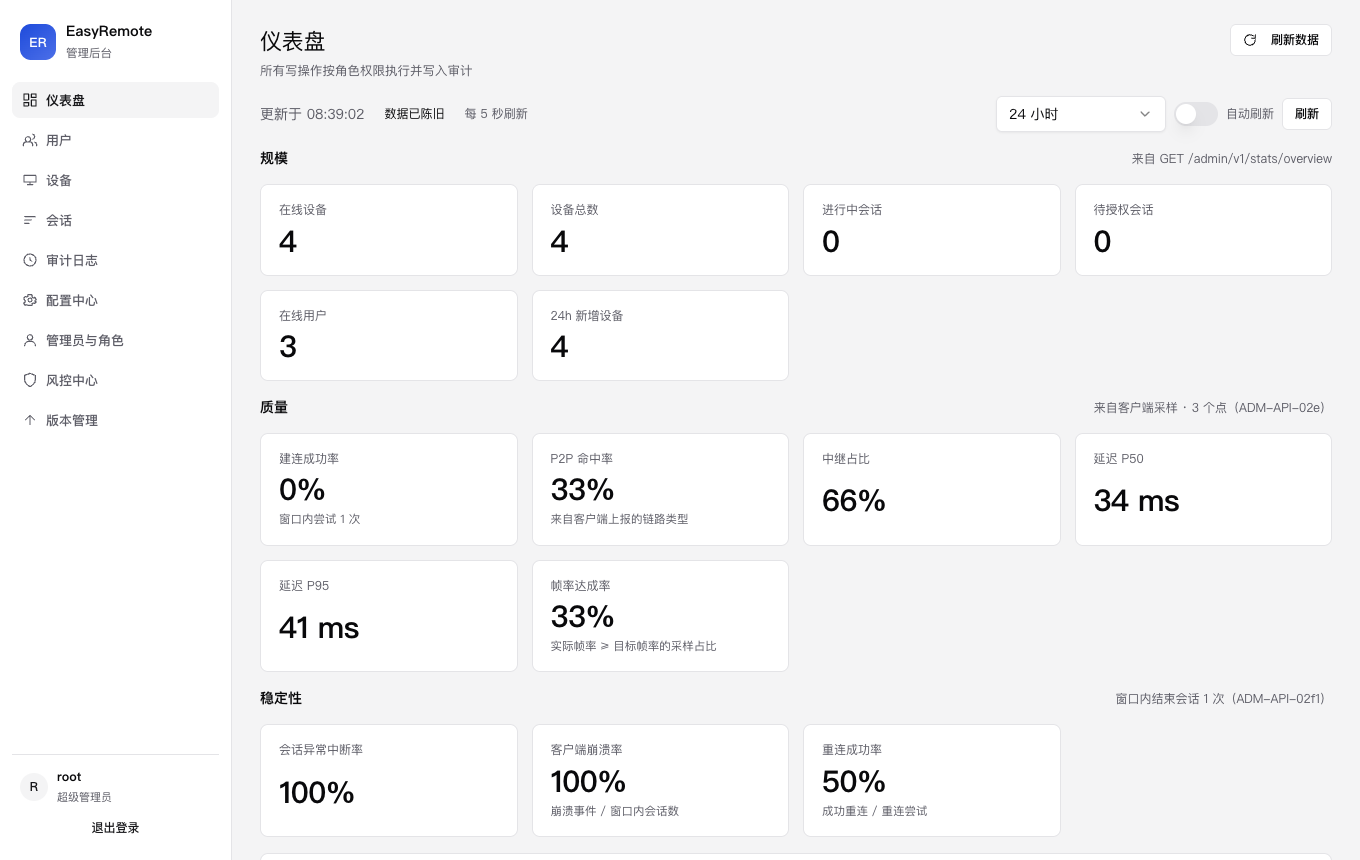 ER
EasyRemote
管理后台
仪表盘
用户
设备
会话
审计日志
配置中心
管理员与角色
风控中心
版本管理
R
root
超级管理员
退出登录
仪表盘
刷新数据
所有写操作按角色权限执行并写入审计
更新于 08:39:02 数据已陈旧 每 5 秒刷新
24 小时
自动刷新
刷新
规模
来自 GET /admin/v1/stats/overview
在线设备
4
设备总数
4
进行中会话
0
待授权会话
0
在线用户
3
24h 新增设备
4
质量
来自客户端采样 · 3 个点（ADM-API-02e）
建连成功率
0%
窗口内尝试 1 次
P2P 命中率
33%
来自客户端上报的链路类型
中继占比
66%
延迟 P50
34 ms
延迟 P95
41 ms
帧率达成率
33%
实际帧率 ≥ 目标帧率的采样占比
稳定性
窗口内结束会话 1 次（ADM-API-02f1）
会话异常中断率
100%
客户端崩溃率
100%
崩溃事件 / 窗口内会话数
重连成功率
50%
成功重连 / 重连尝试